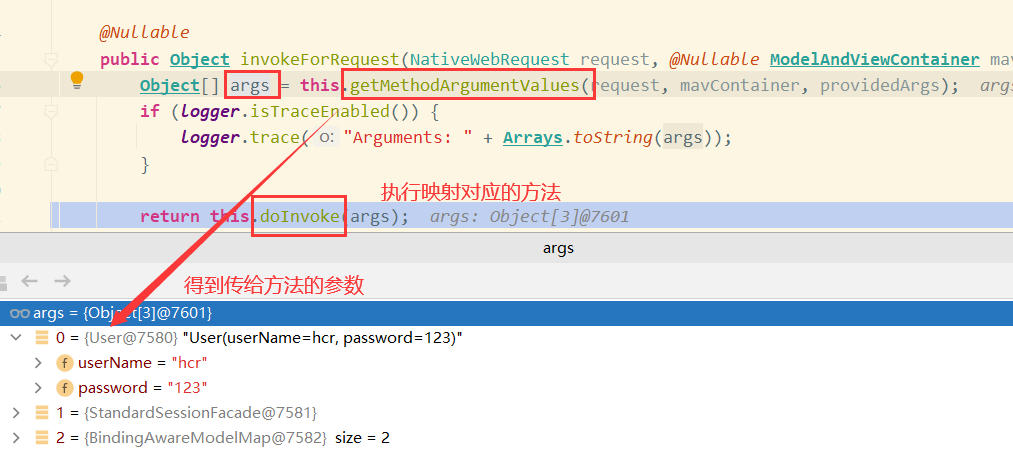 @Nullable
public Object invokeForRequest(NativeWebRequest request, @Nullable ModelAndViewContainer mav
Object[] args = this.getMethodArgumentValues(request, mavContainer, providedArgs); args
if (logger.isTraceEnabled()) {
logger.trace( o: "Arguments: " + Arrays.toString(args));
}
执行映射对应的方法
return this.doInvoke(args); args: Object[3]@7601
args
得到传给方法的参数
args = {Object[3]@7601}
0 = {User@7580} "User(userName=hcr, password=123)"
f userName = "hcr"
f password = "123"
1 = {StandardSessionFacade@7581}
2 = {BindingAwareModelMap@7582} size = 2